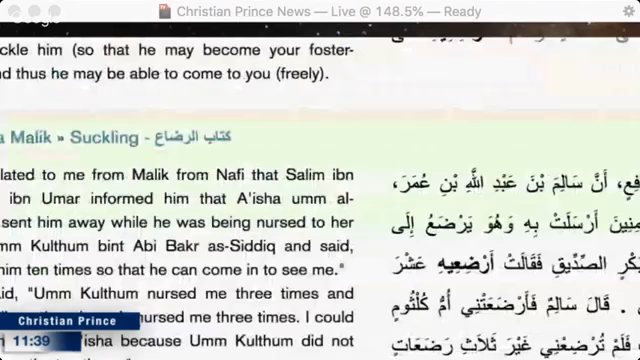 Christian Prince News — Live @ 148.5% — Ready
ckle him (so that he may become your foster-
nd thus he may be able to come to you (freely).
a Malik » Suckling - كتاب الرضاع
lated to me from Malik from Nafi that Salim ibn
ibn Umar informed him that A'isha umm al-
sent him away while he was being nursed to her
mm Kulthum bint Abi Bakr as-Siddiq and said,
him ten times so that he can come in to see me."
id, "Umm Kulthum nursed me three times and
nursed me three times. I could
isha because Umm Kulthum did not
فِعٍ، أَنَّ سَالِمَ بْنَ عَبْدِ اللَّهِ بْنِ عُمَرَ،
مِنِينَ أَرْسَلَتْ بِهِ وَهُوَ يَرْضَعُ إِلَى
بَكْرٍ الصِّدِّيقِ فَقَالَتْ أَرْضِعِيهِ عَشْرَ
. قَالَ سَالِمٌ فَأَرْضَعَتْنِي أُمُّ كُلْثُومٍ
فَلَمْ تُرْضِعْنِي غَيْرَ ثَلاَثِ رَضَعَاتٍ
Christian Prince
11:39